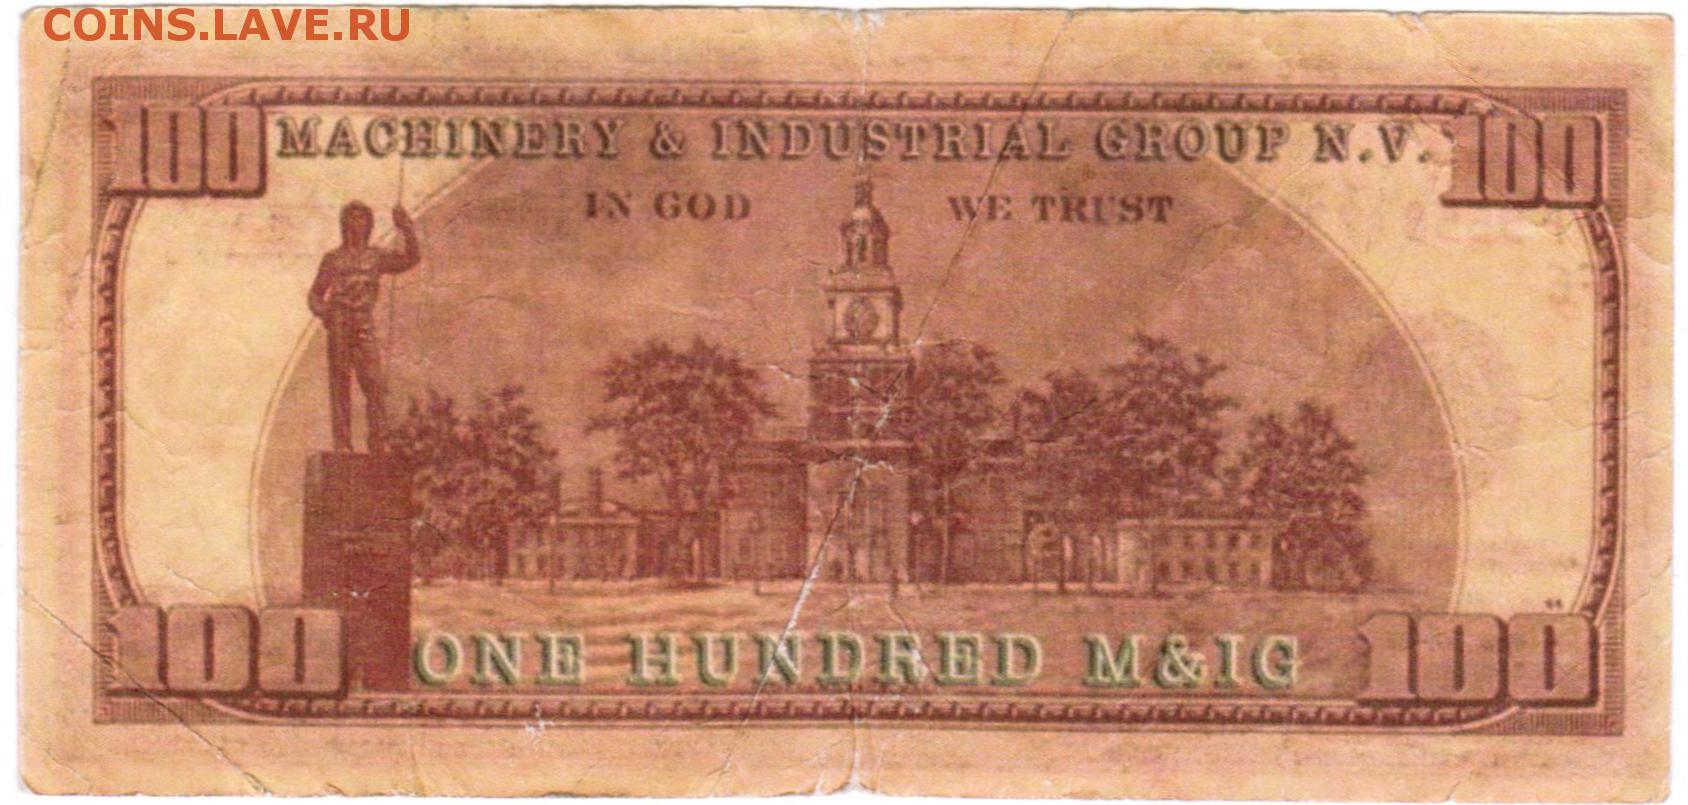 COINS.LAVE.RU
100 MACHINERY & INDUSTRIAL GROUP N.V. 100
IN GOD WE TRUST
100 ONE HUNDRED M&IG 100